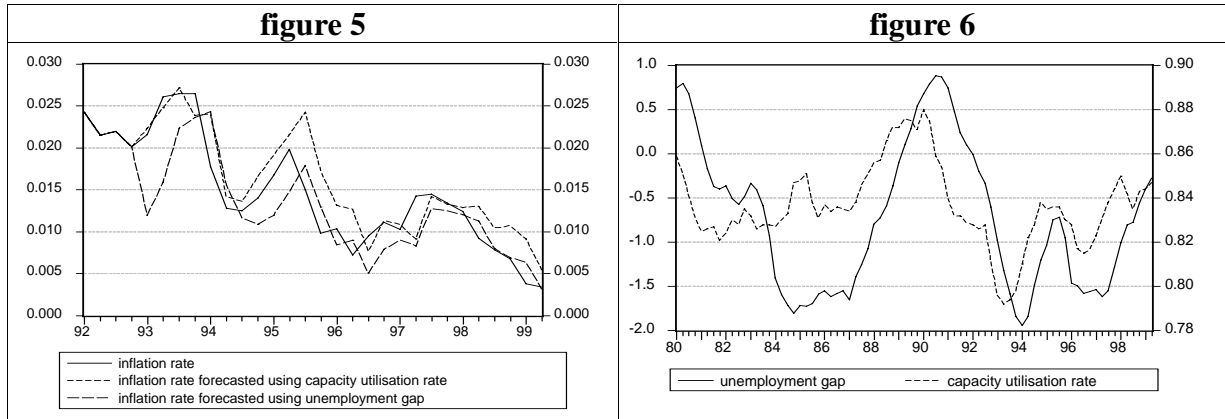 figure 5
0.030 0.030
0.025 0.025
0.020 0.020
0.015 0.015
0.010 0.010
0.005 0.005
0.000 0.000
92 93 94 95 96 97 98 99
inflation rate
inflation rate forecasted using capacity utilisation rate
inflation rate forecasted using unemployment gap
figure 6
1.0 0.90
0.5 0.88
0.0 0.86
-0.5 0.84
-1.0 0.82
-1.5 0.80
-2.0 0.78
80 82 84 86 88 90 92 94 96 98
unemployment gap capacity utilisation rate